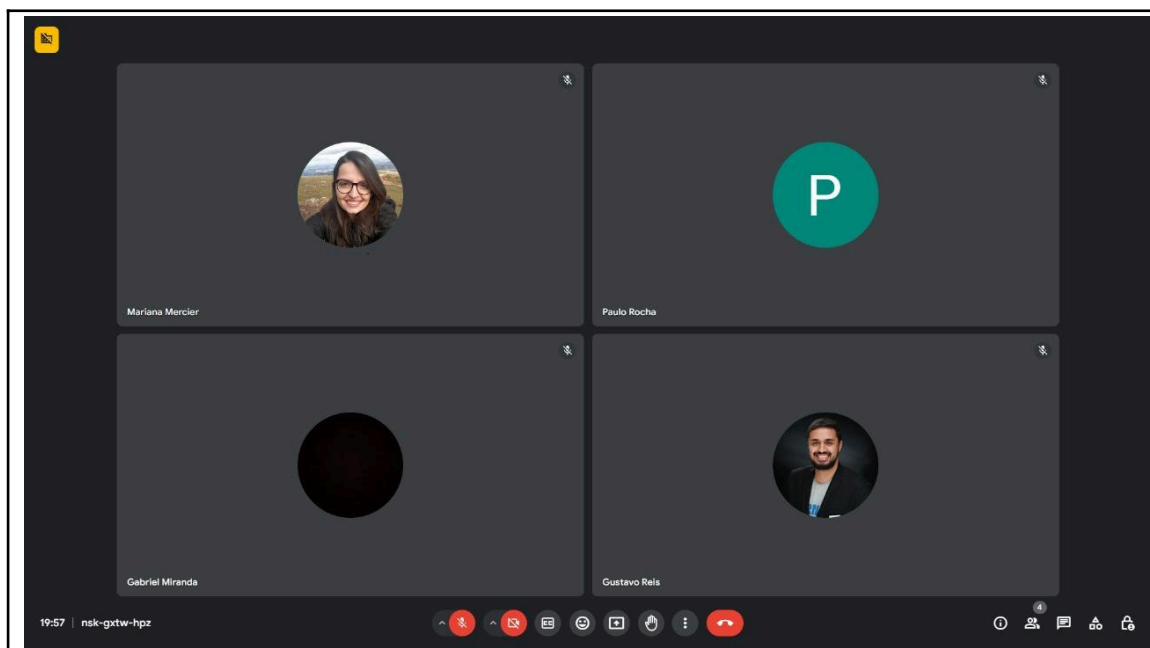 P
Mariana Mercier
Paulo Rocha
Gabriel Miranda
Gustavo Reis
4
19:57 | nsk-gxtw-hpz